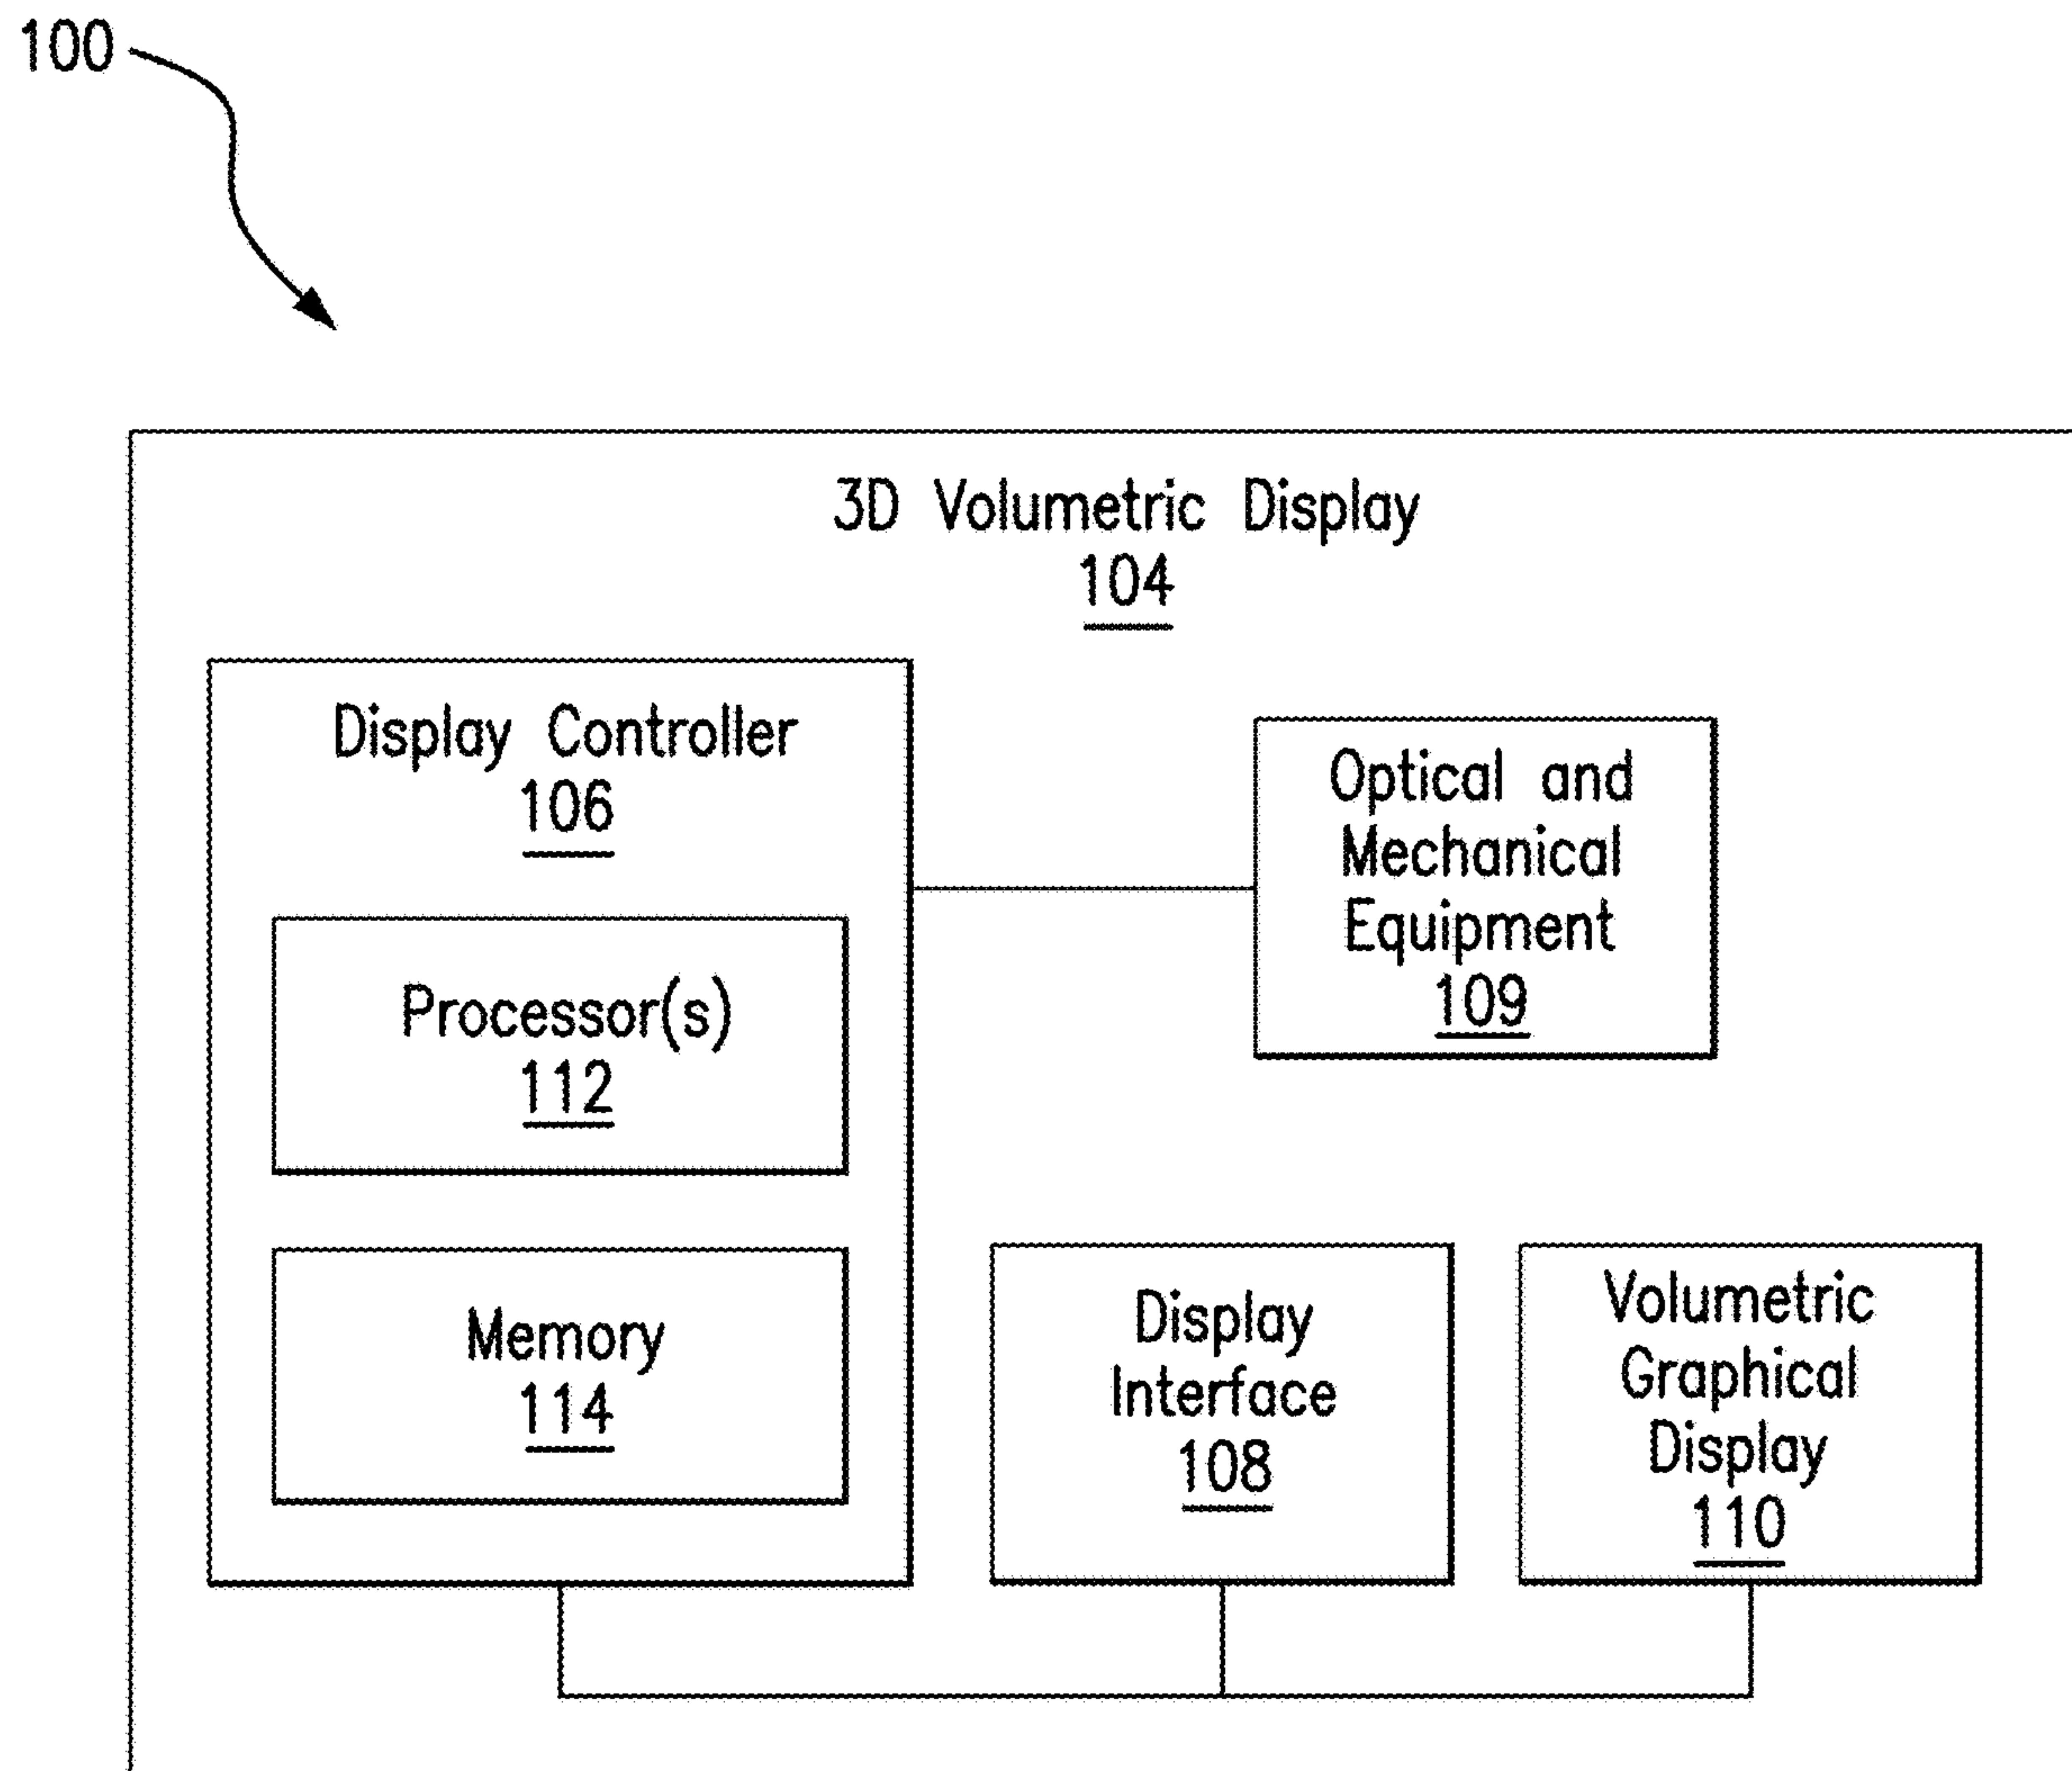 100
3D Volumetric Display
104
Display Controller
106
Processor(s)
112
Memory
114
Optical and
Mechanical
Equipment
109
Display
Interface
108
Volumetric
Graphical
Display
110